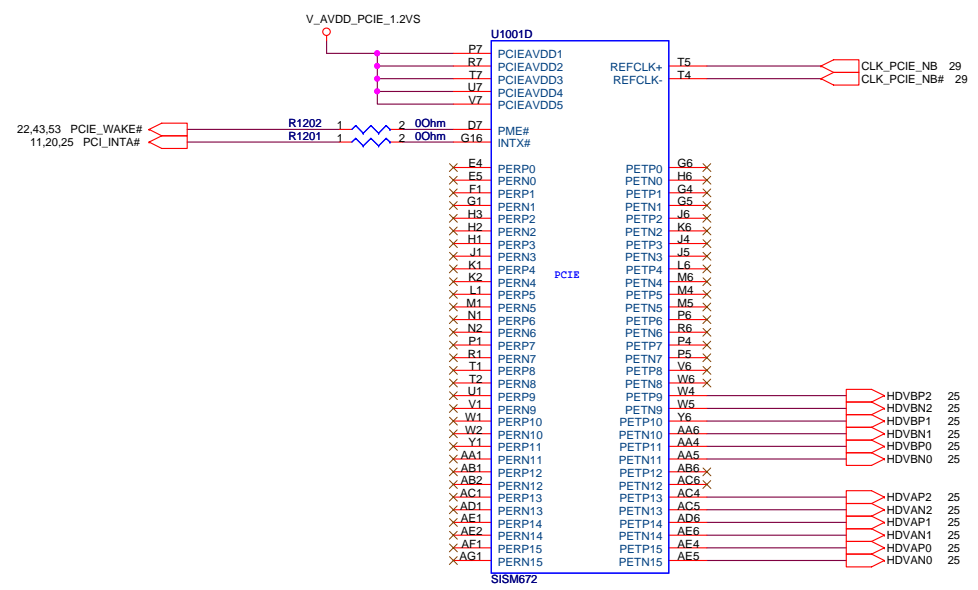 V_AVDD_PCIE_1.2VS
U1001D
P7 PCIEAVDD1
R7 PCIEAVDD2 REFCLK+ T5 CLK_PCIE_NB 29
T7 PCIEAVDD3 REFCLK- T4 CLK_PCIE_NB# 29
U7 PCIEAVDD4
V7 PCIEAVDD5
22,43,53 PCIE_WAKE# R1202 1 2 0Ohm D7 PME#
11,20,25 PCI_INTA# R1201 1 2 0Ohm G16 INTX#
E4 PERP0 PETP0 G6
E5 PERN0 PETN0 H6
F1 PERP1 PETP1 G4
G1 PERN1 PETN1 G5
H3 PERP2 PETP2 J6
H2 PERN2 PETN2 K6
H1 PERP3 PETP3 J4
J1 PERN3 PETN3 J5
K1 PERP4 PETP4 L6
K2 PERN4 PCIE PETN4 M6
L1 PERP5 PETP5 M4
M1 PERN5 PETN5 M5
N1 PERP6 PETP6 P6
N2 PERN6 PETN6 R6
P1 PERP7 PETP7 P4
R1 PERN7 PETN7 P5
T1 PERP8 PETP8 V6
T2 PERN8 PETN8 W6
U1 PERP9 PETP9 W4 HDVBP2 25
V1 PERN9 PETN9 W5 HDVBN2 25
W1 PERP10 PETP10 Y6 HDVBP1 25
W2 PERN10 PETN10 AA6 HDVBN1 25
Y1 PERP11 PETP11 AA4 HDVBP0 25
AA1 PERN11 PETN11 AA5 HDVBN0 25
AB1 PERP12 PETP12 AB6
AB2 PERN12 PETN12 AC6
AC1 PERP13 PETP13 AC4 HDVAP2 25
AD1 PERN13 PETN13 AC5 HDVAN2 25
AE1 PERP14 PETP14 AD6 HDVAP1 25
AE2 PERN14 PETN14 AE6 HDVAN1 25
AF1 PERP15 PETP15 AE4 HDVAP0 25
AG1 PERN15 PETN15 AE5 HDVAN0 25
SISM672